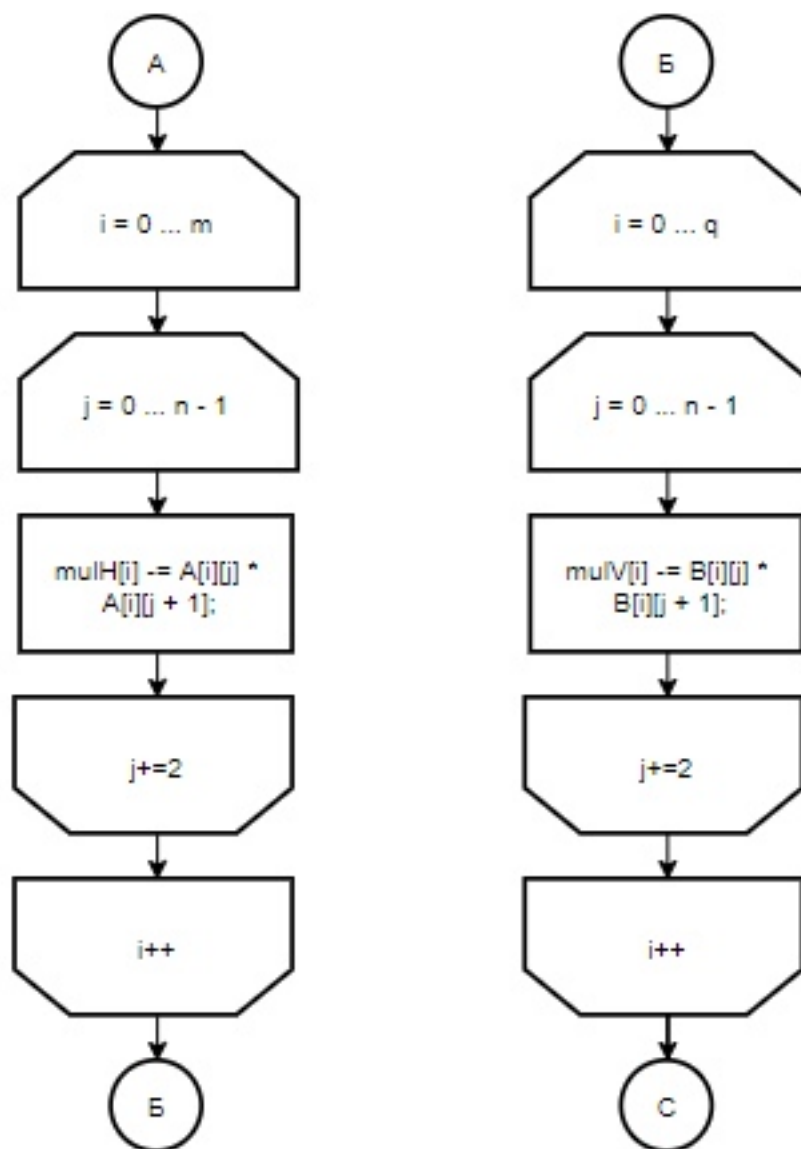 А
i = 0 ... m
j = 0 ... n - 1
mulH[i] -= A[i][j] *
A[i][j + 1];
j+=2
i++
Б
Б
i = 0 ... q
j = 0 ... n - 1
mulV[i] -= B[i][j] *
B[i][j + 1];
j+=2
i++
С